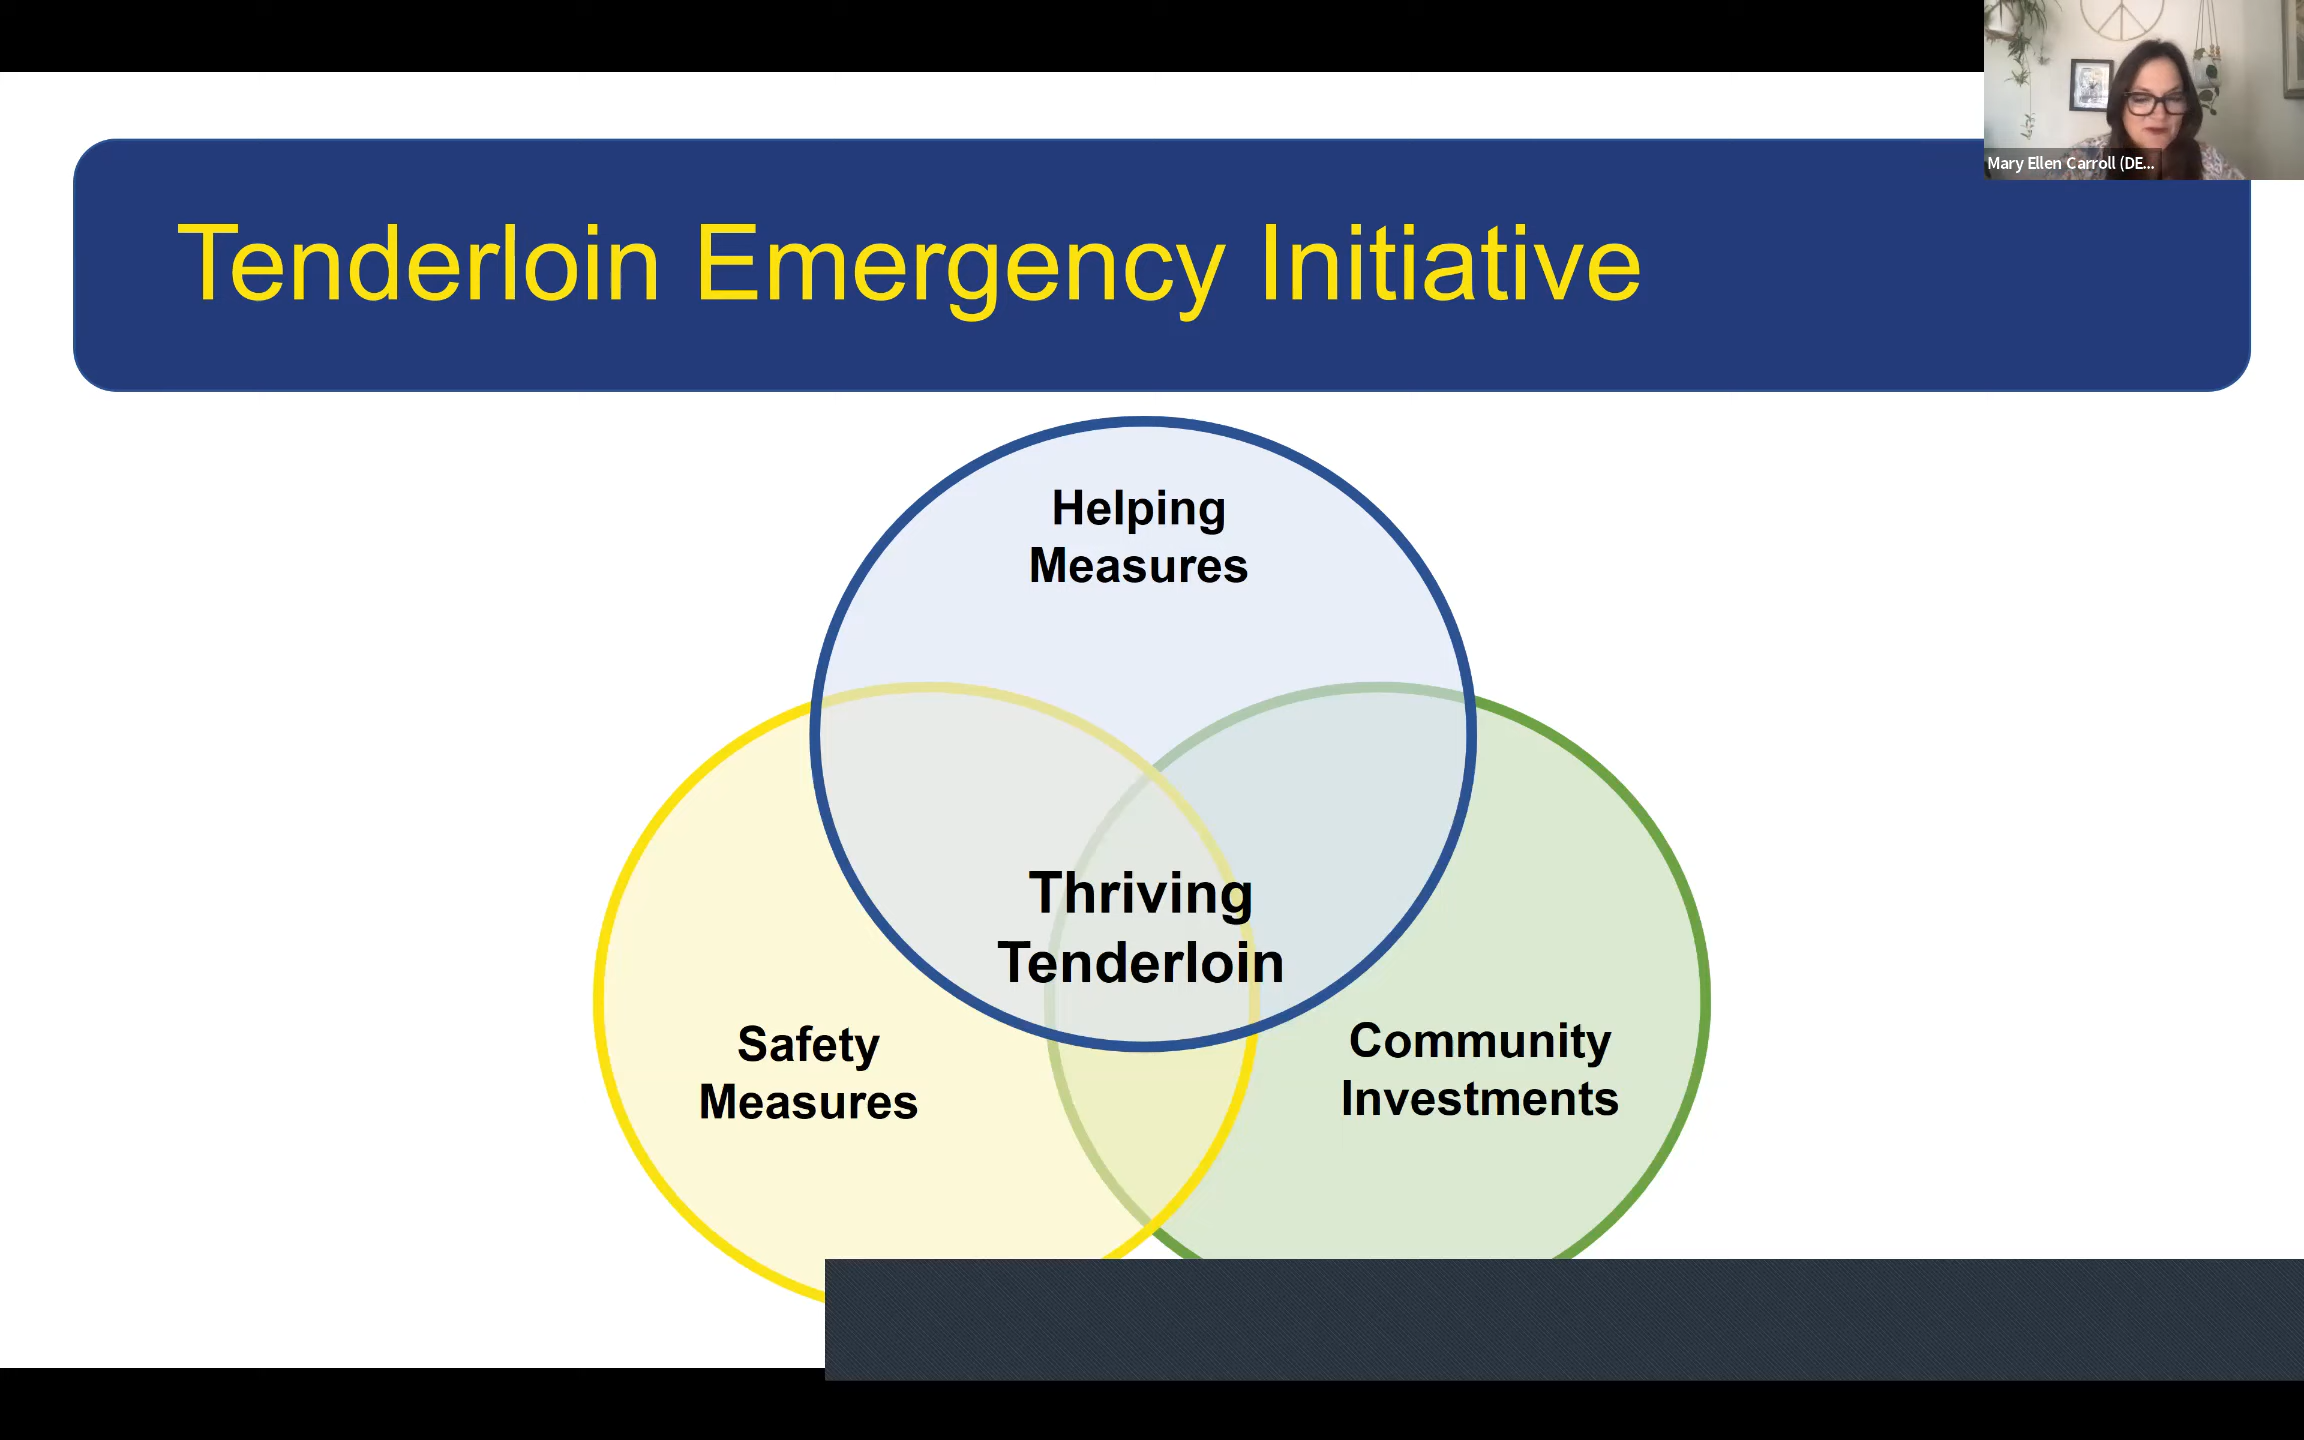 Mary Ellen Carroll (DE...
Tenderloin Emergency Initiative
Helping
Measures
Thriving
Tenderloin
Safety
Measures
Community
Investments